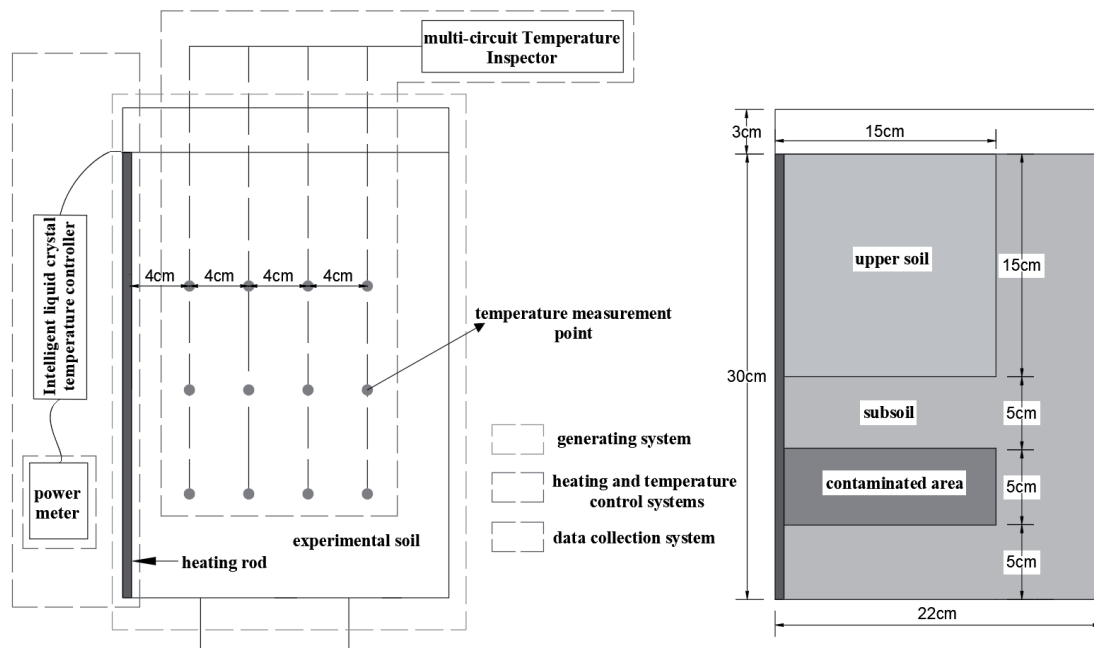 multi-circuit Temperature
Inspector
Intelligent liquid crystal
temperature controller
4cm
4cm
4cm
4cm
temperature measurement
point
power
meter
experimental soil
heating rod
generating system
heating and temperature
control systems
data collection system
3cm
15cm
upper soil
15cm
30cm
subsoil
5cm
contaminated area
5cm
5cm
22cm